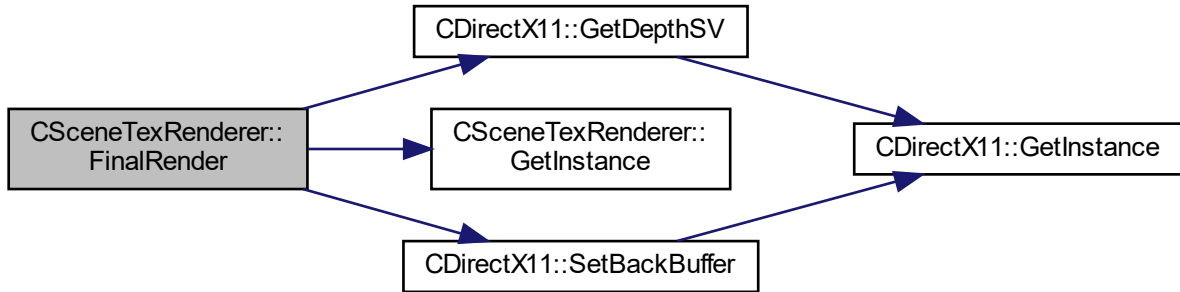 CDirectX11::GetDepthSV
CSceneTexRenderer::
FinalRender
CSceneTexRenderer::
GetInstance
CDirectX11::GetInstance
CDirectX11::SetBackBuffer